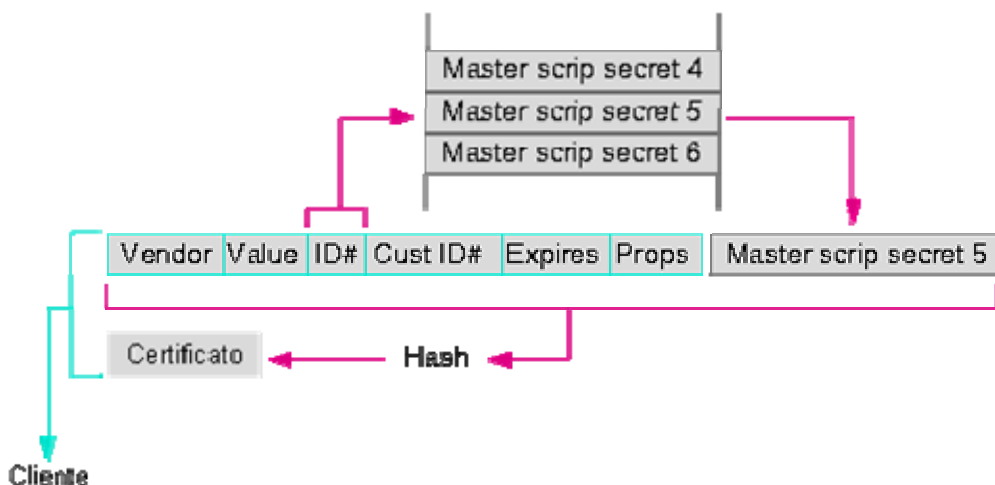 Master scrip secret 4
Master scrip secret 5
Master scrip secret 6
Vendor Value ID# Cust ID# Expires Props Master scrip secret 5
Certificato Hash
Cliente